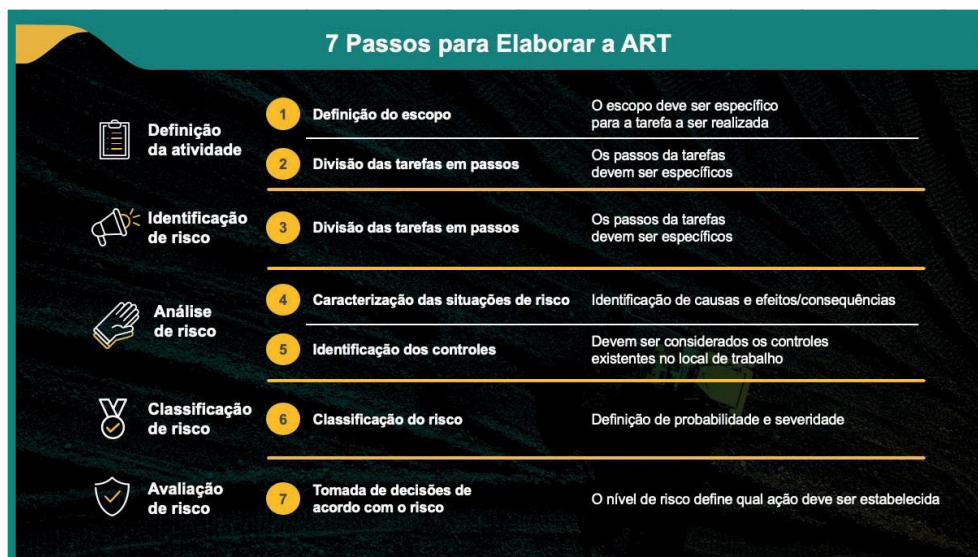 7 Passos para Elaborar a ART
Definição
da atividade
1
Definição do escopo
O escopo deve ser específico
para a tarefa a ser realizada
2
Divisão das tarefas em passos
Os passos da tarefas
devem ser específicos
Identificação
de risco
3
Divisão das tarefas em passos
Os passos da tarefas
devem ser específicos
Análise
de risco
4
Caracterização das situações de risco
Identificação de causas e efeitos/consequências
5
Identificação dos controles
Devem ser considerados os controles
existentes no local de trabalho
Classificação
de risco
6
Classificação do risco
Definição de probabilidade e severidade
Avaliação
de risco
7
Tomada de decisões de
acordo com o risco
O nível de risco define qual ação deve ser estabelecida